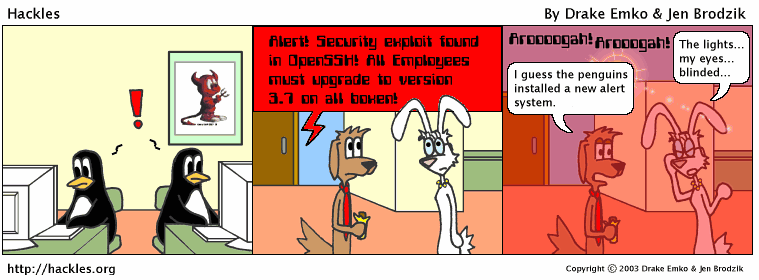 Hackles
By Drake Emko & Jen Brodzik
Alert! Security exploit found
in OpenSSH! All Employees
must upgrade to version
3.7 on all boxen!
Arooooogah!
Aroooogah!
I guess the penguins
installed a new alert
system.
The lights...
my eyes...
blinded...
http://hackles.org
Copyright © 2003 Drake Emko & Jen Brodzik